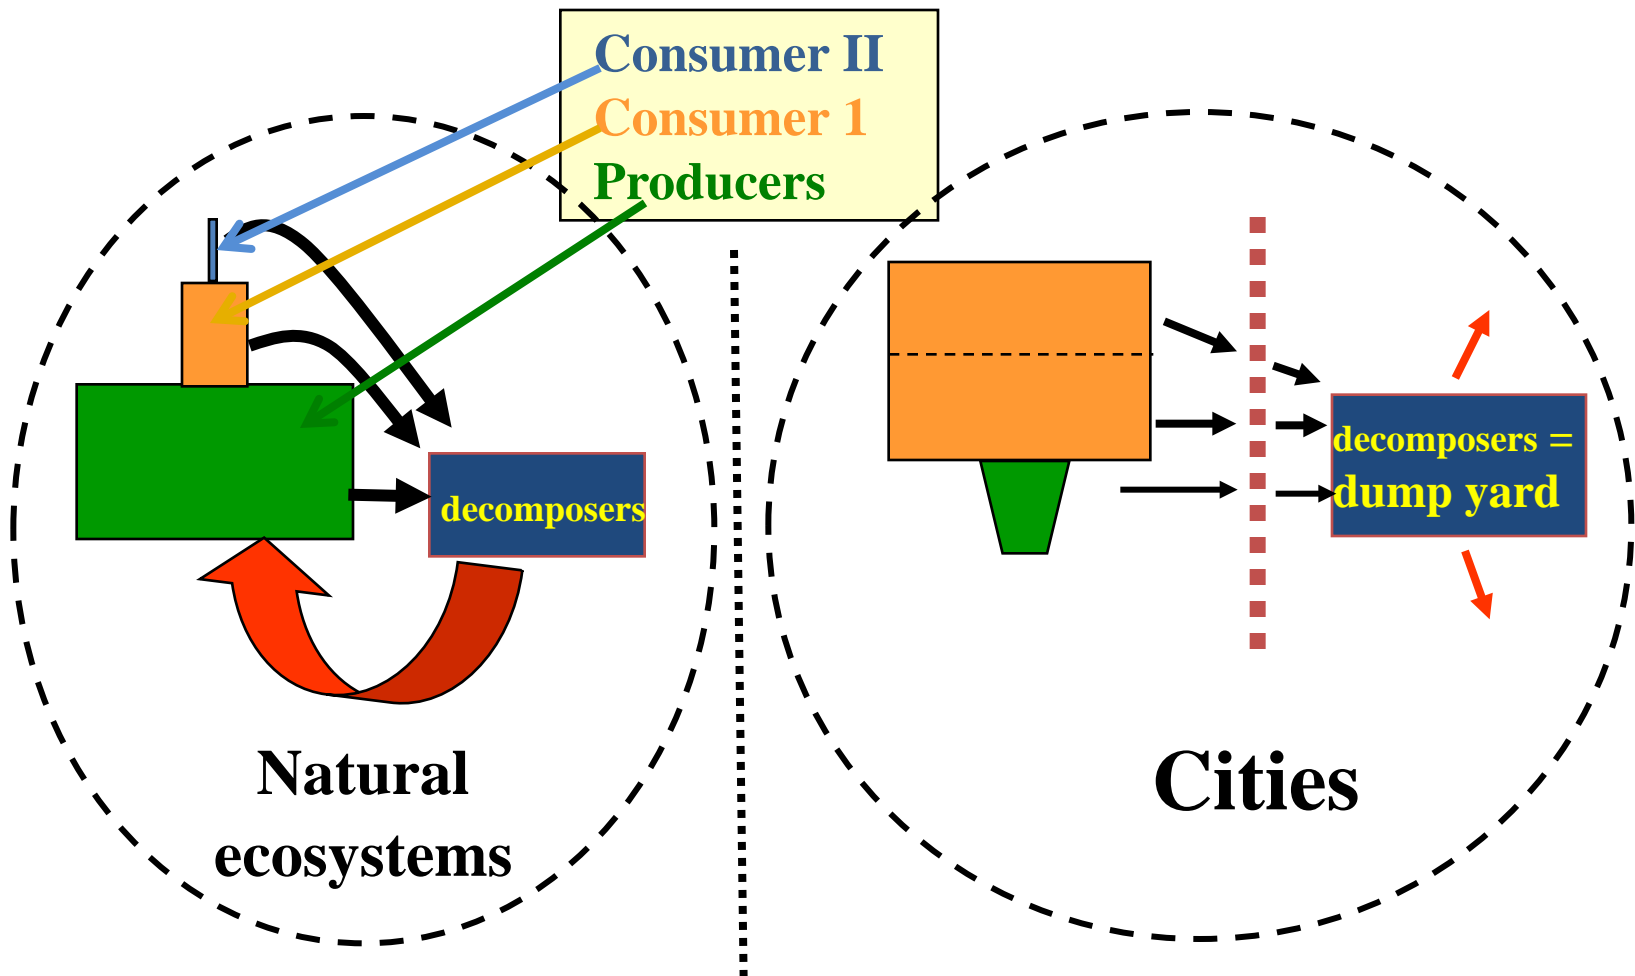 Consumer II
Consumer 1
Producers
decomposers
Natural
ecosystems
decomposers =
dump yard
Cities